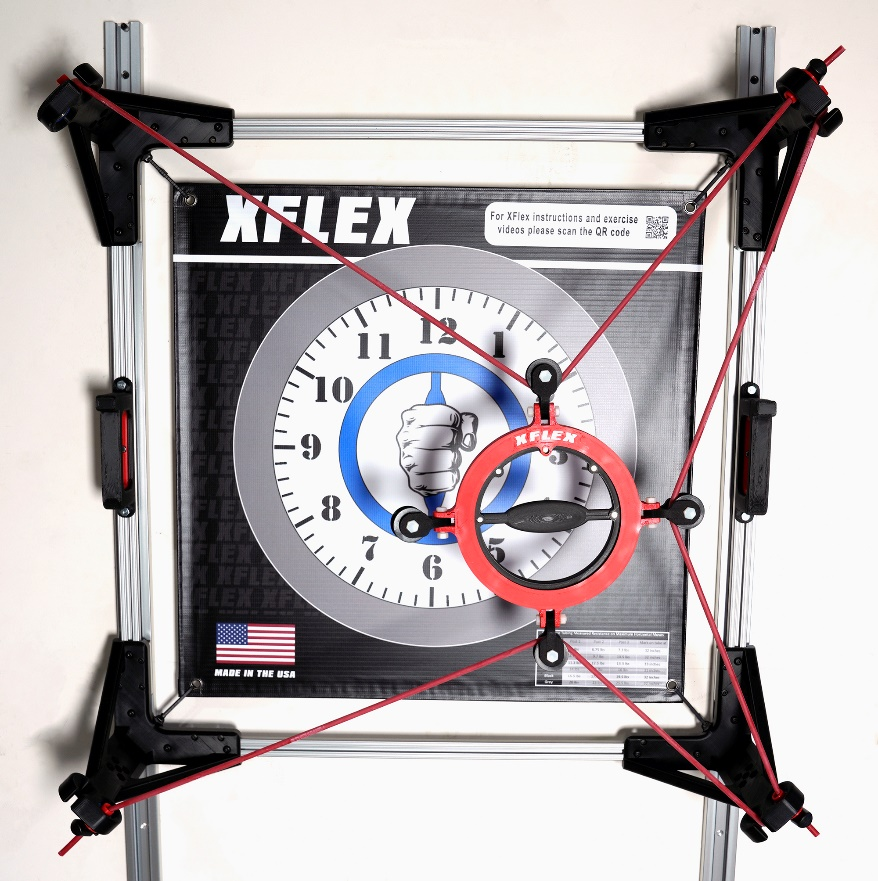 XFLEX
For XFlex instructions and exercise
videos please scan the QR code
12
11
1
10
9
3
8
7
5
6
XFLEX
MADE IN THE USA